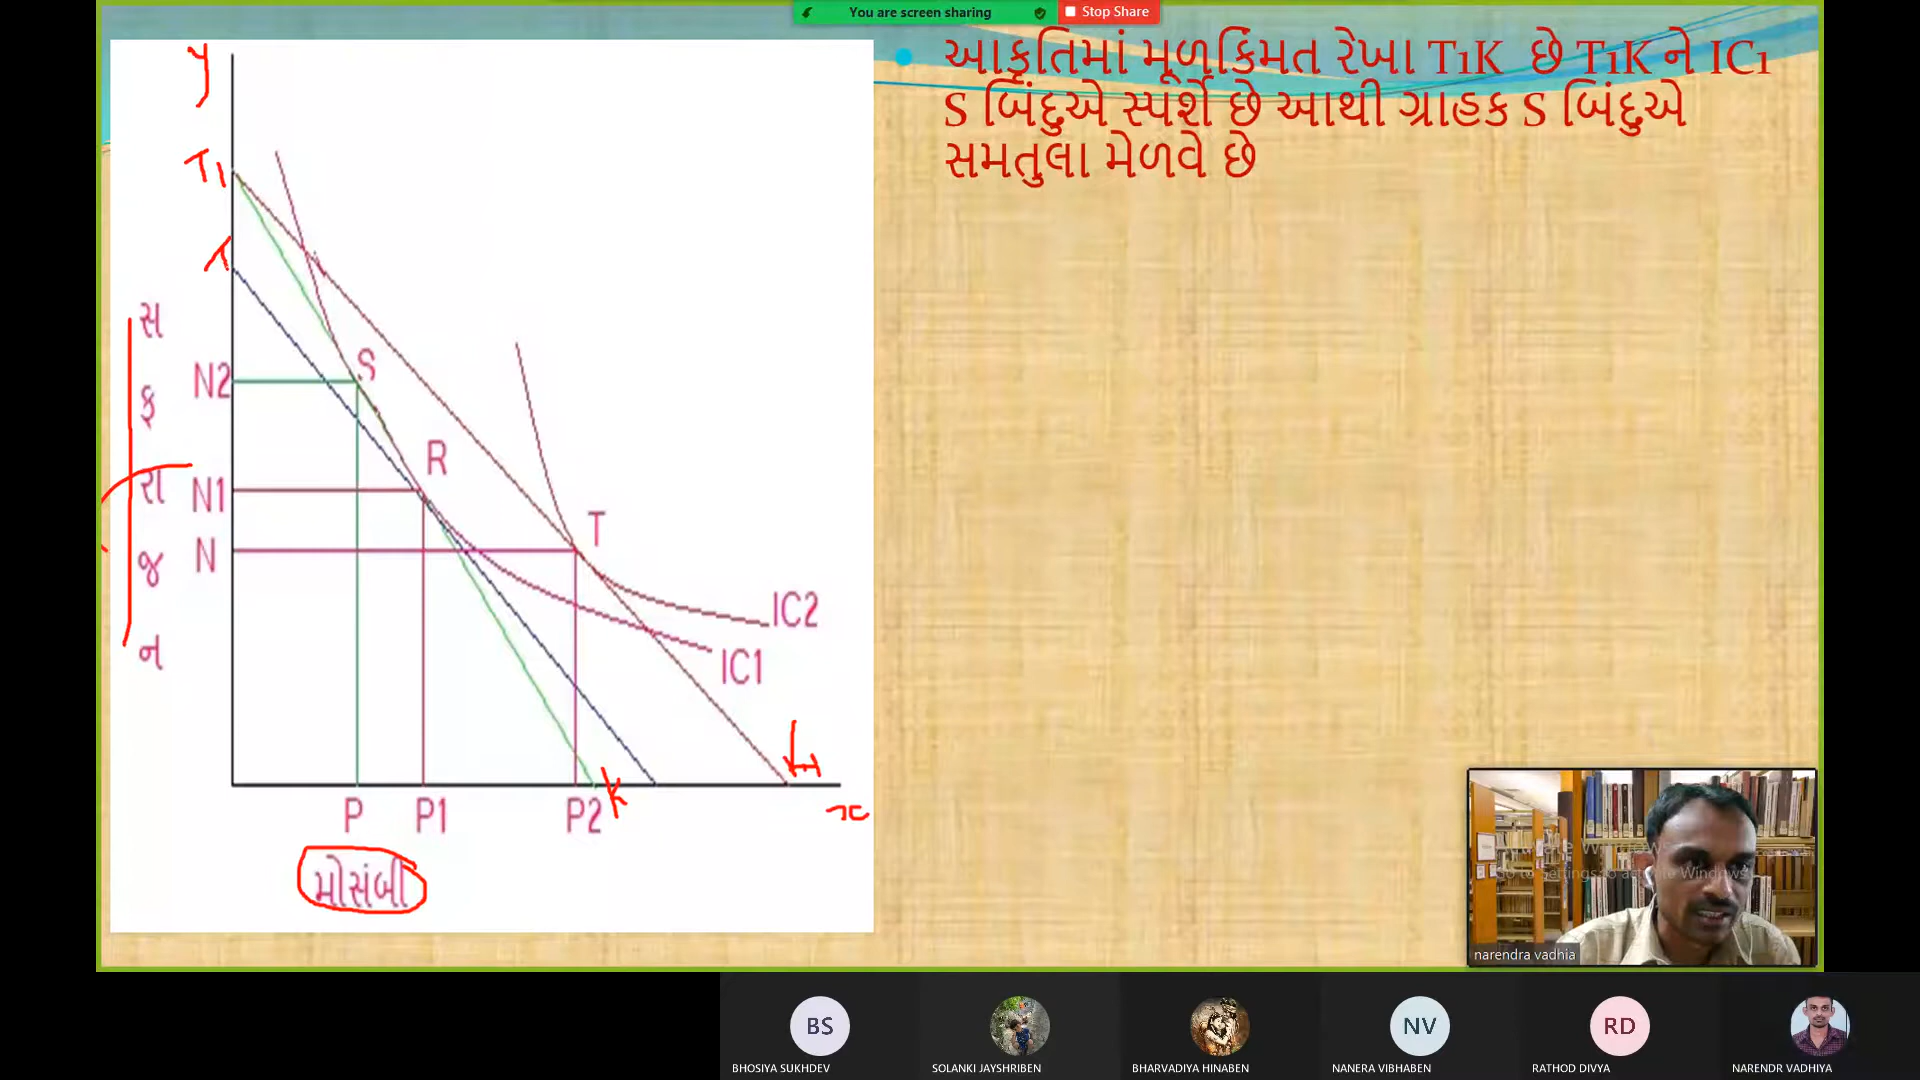 You are screen sharing
Stop Share
આકૃતિમાં મૂળકિંમત રેખા T1K છે T1K ને IC1
S બિંદુએ સ્પર્શે છે આથી ગ્રાહક S બિંદુએ
સમતુલા મેળવે છે
y
T1
T
સ
ફ
રા
જ
ન
N2
N1
N
S
R
T
IC2
IC1
P
P1
P2
K
x
મોસંબી
narendra vadhia
BS
NV
RD
BHOSIYA SUKHDEV
SOLANKI JAYSHRIBEN
BHARVADIYA HINABEN
NANERA VIBHABEN
RATHOD DIVYA
NARENDR VADHIYA